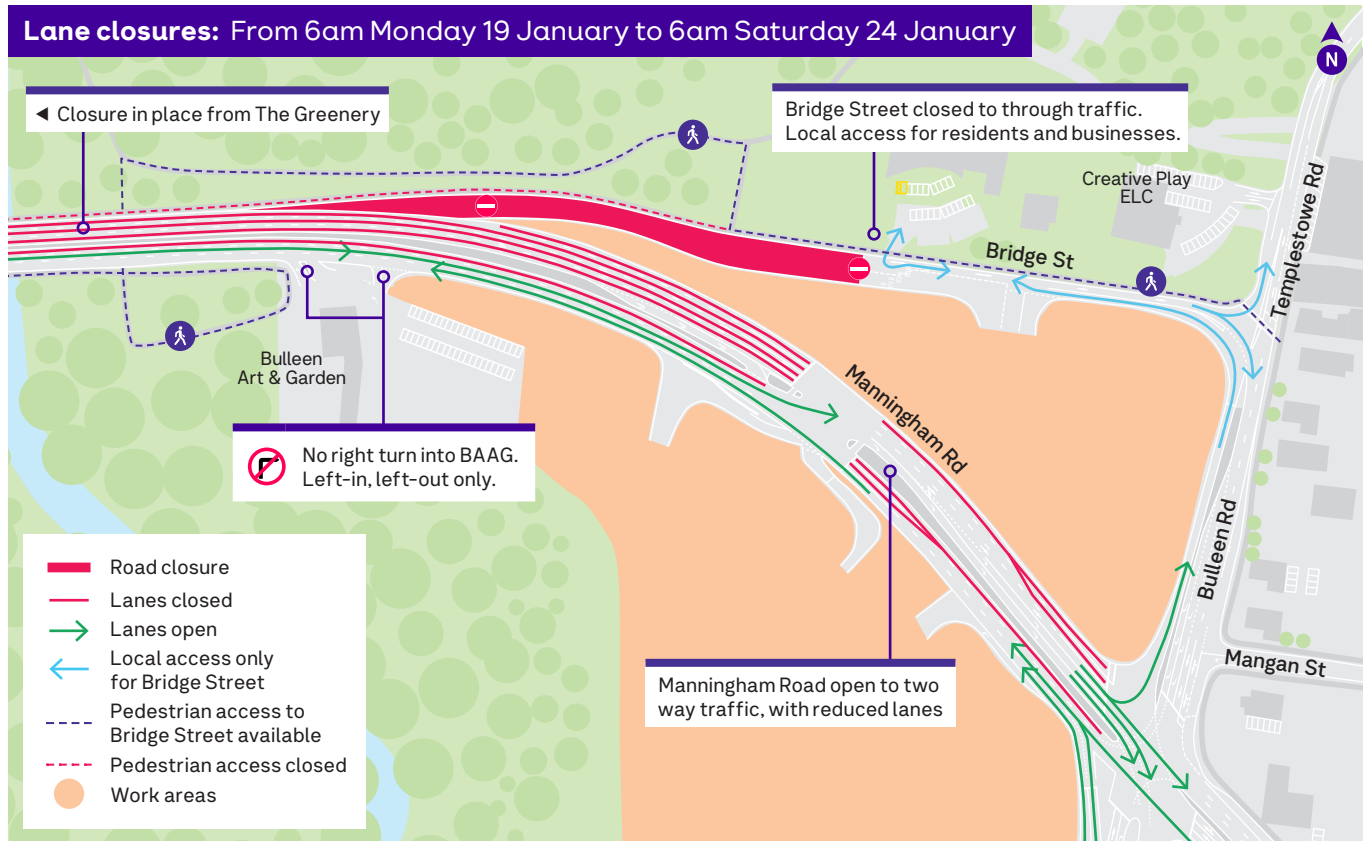 Lane closures: From 6am Monday 19 January to 6am Saturday 24 January
N
◄ Closure in place from The Greenery
Bridge Street closed to through traffic.
Local access for residents and businesses.
Creative Play
ELC
Templestowe Rd
Bridge St
Bulleen
Art & Garden
Manningham Rd
No right turn into BAAG.
Left-in, left-out only.
Bulleen Rd
Mangan St
Manningham Road open to two
way traffic, with reduced lanes
Road closure
Lanes closed
Lanes open
Local access only
for Bridge Street
Pedestrian access to
Bridge Street available
Pedestrian access closed
Work areas